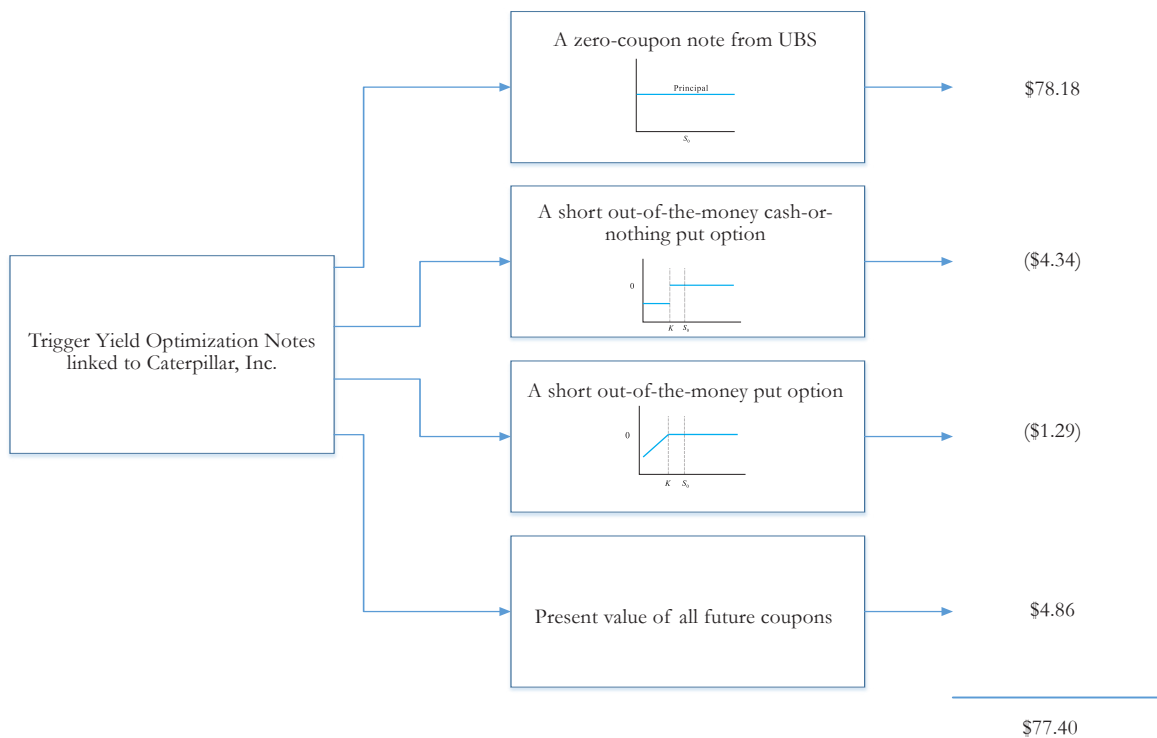 A zero-coupon note from UBS
Principal
S₀
$78.18
A short out-of-the-money cash-or-
nothing put option
0
K S₀
($4.34)
Trigger Yield Optimization Notes
linked to Caterpillar, Inc.
A short out-of-the-money put option
0
K S₀
($1.29)
Present value of all future coupons
$4.86
$77.40